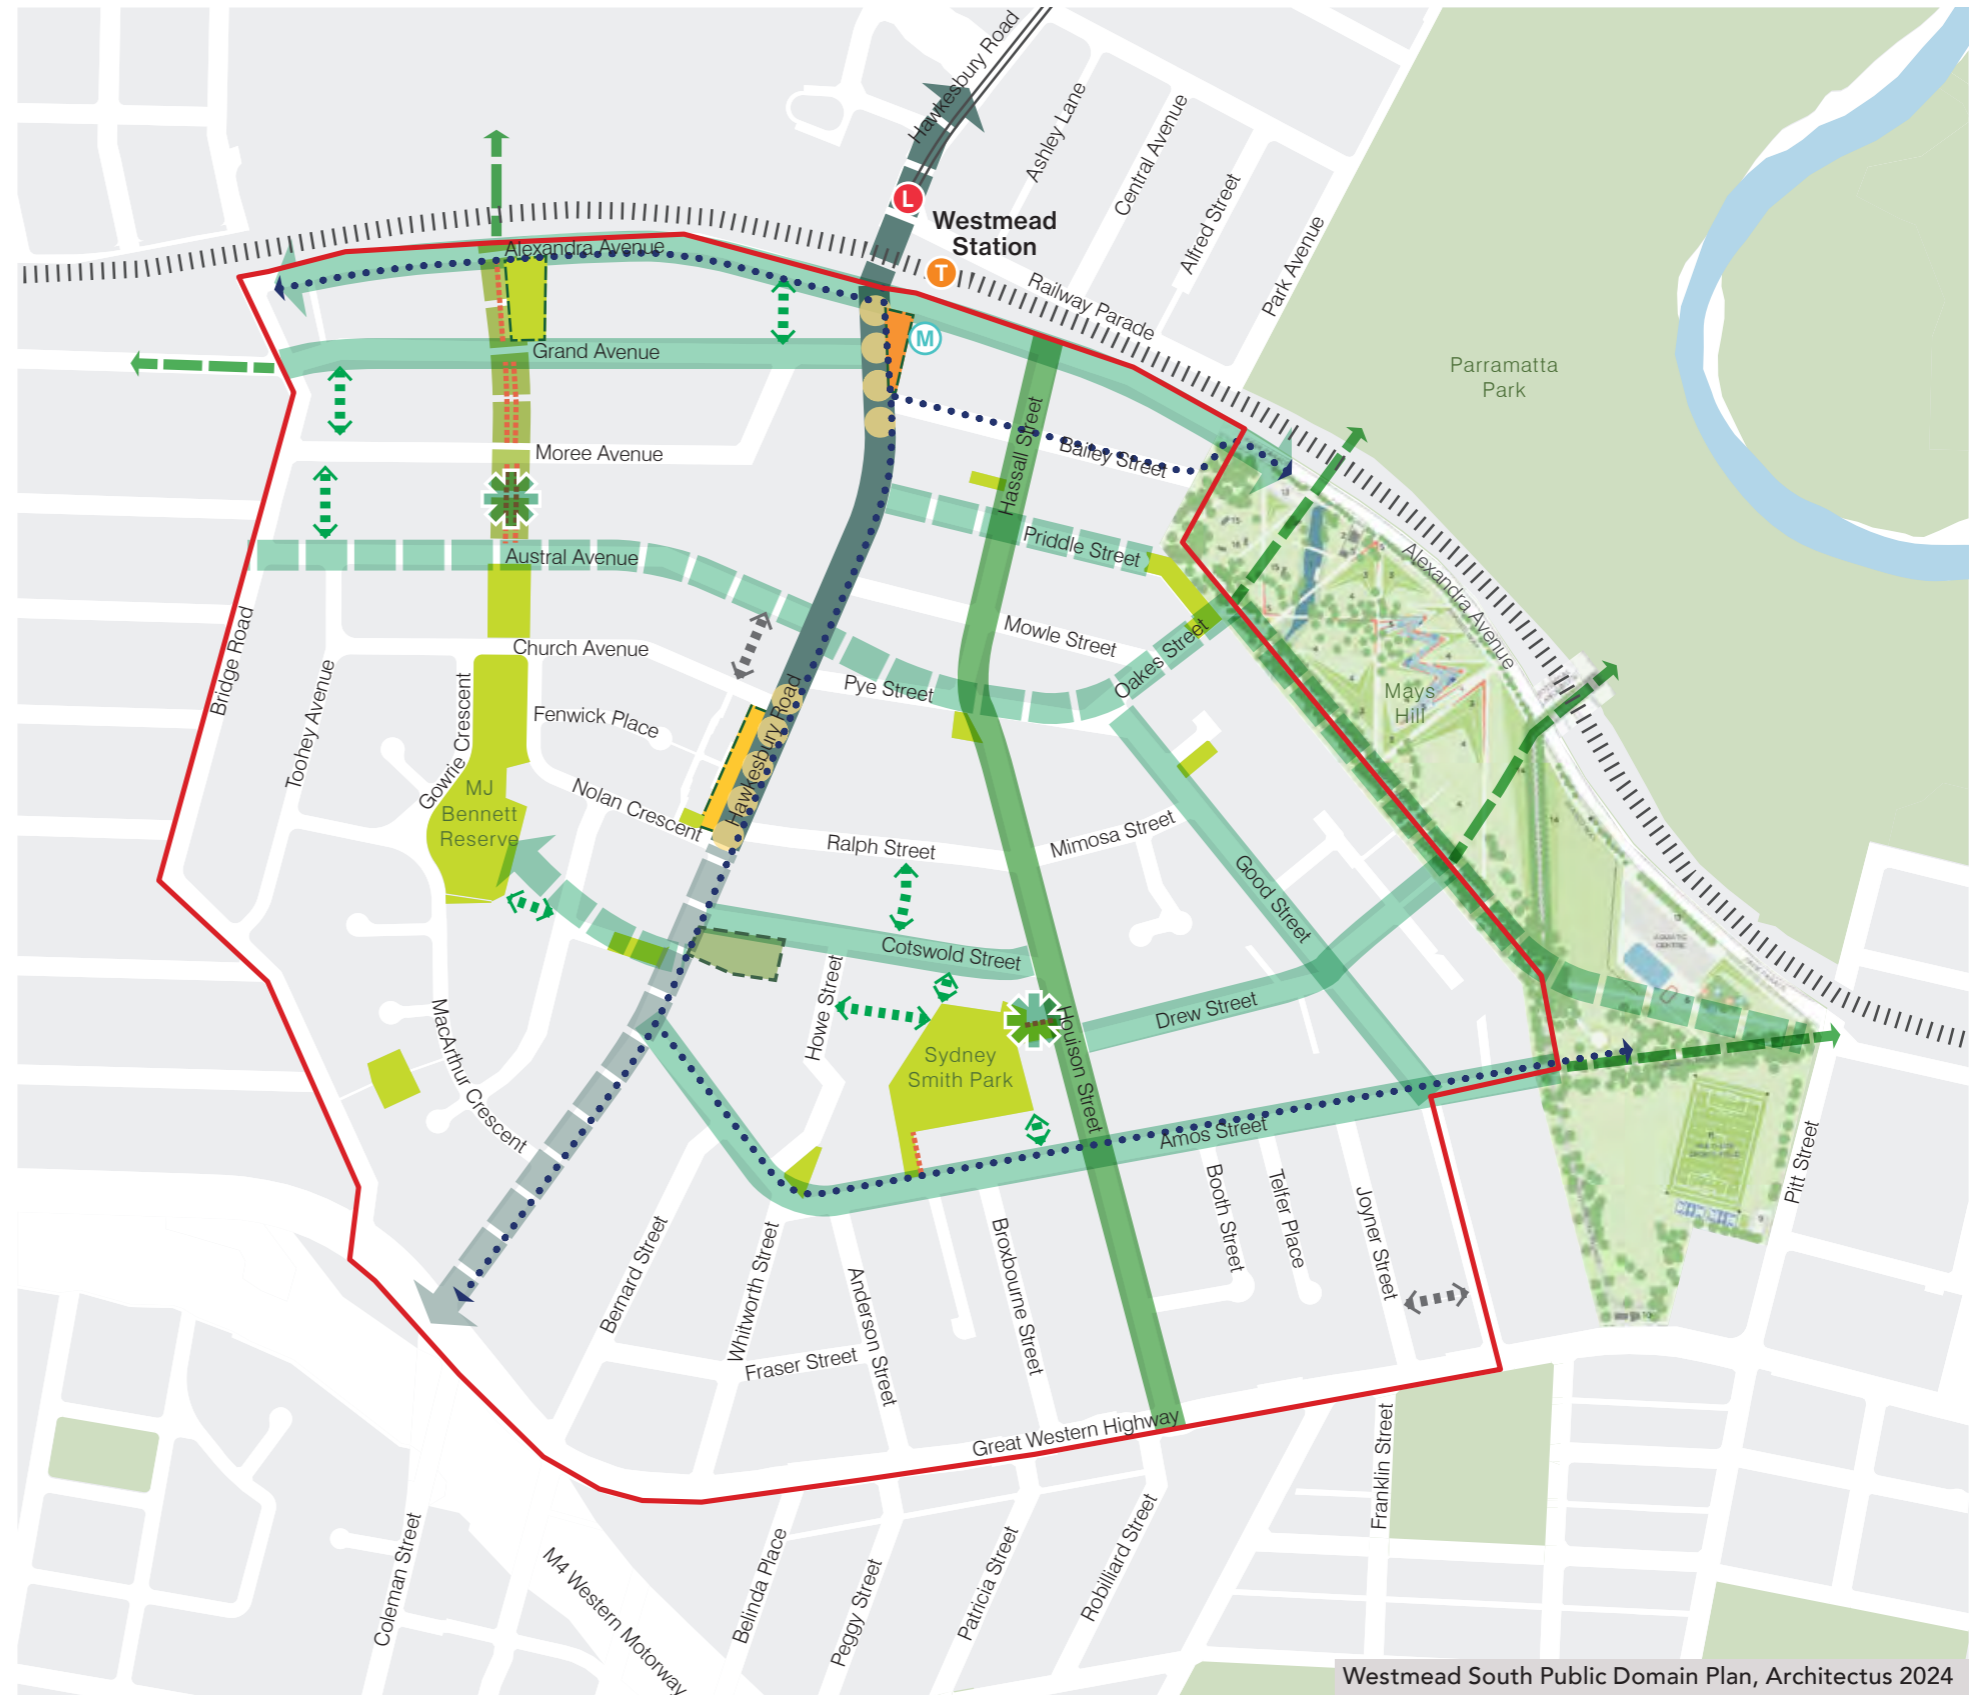 Hawkesbury Road
Ashley Lane
Central Avenue
Alfred Street
Park Avenue
L
Westmead
Station
T
M
Railway Parade
Alexandra Avenue
Grand Avenue
Moree Avenue
Austral Avenue
Church Avenue
Bridge Road
Toohey Avenue
Gowrie Crescent
Fenwick Place
Nolan Crescent
MJ
Bennett
Reserve
Hawkesbury Road
Hassall Street
Bailey Street
Priddle Street
Mowle Street
Oakes Street
Pye Street
Ralph Street
Mimosa Street
Good Street
Cotswold Street
Howe Street
Sydney
Smith Park
Houison Street
Drew Street
Amos Street
MacArthur Crescent
Parramatta
Park
Alexandra Avenue
Mays
Hill
AQUATIC
CENTRE
Pitt Street
Booth Street
Telfer Place
Joyner Street
Bernard Street
Whitworth Street
Anderson Street
Broxbourne Street
Fraser Street
Great Western Highway
Franklin Street
Coleman Street
M4 Western Motorway
Belinda Place
Peggy Street
Patricia Street
Robilliard Street
Westmead South Public Domain Plan, Architectus 2024